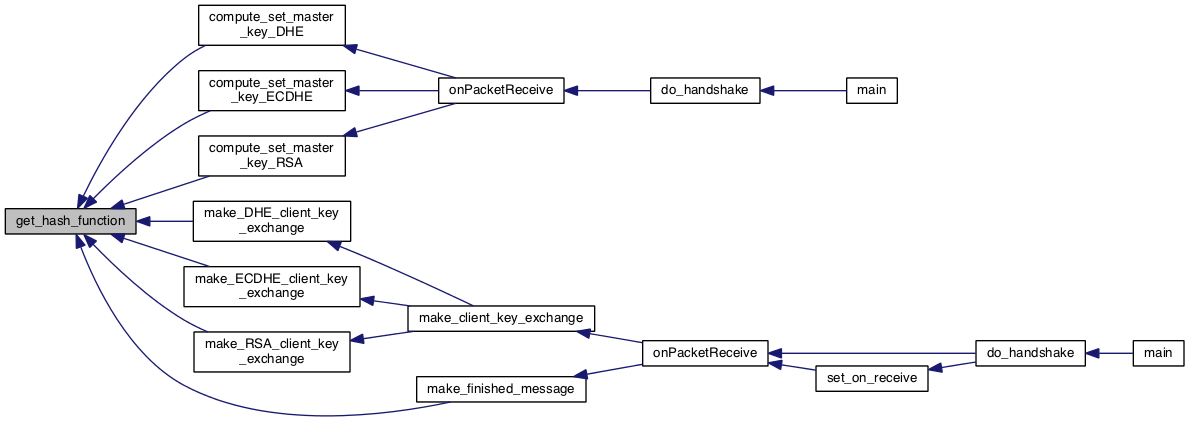 compute_set_master
_key_DHE
compute_set_master
_key_ECDHE
onPacketReceive
do_handshake
main
compute_set_master
_key_RSA
get_hash_function
make_DHE_client_key
_exchange
make_ECDHE_client_key
_exchange
make_client_key_exchange
make_RSA_client_key
_exchange
onPacketReceive
do_handshake
main
set_on_receive
make_finished_message